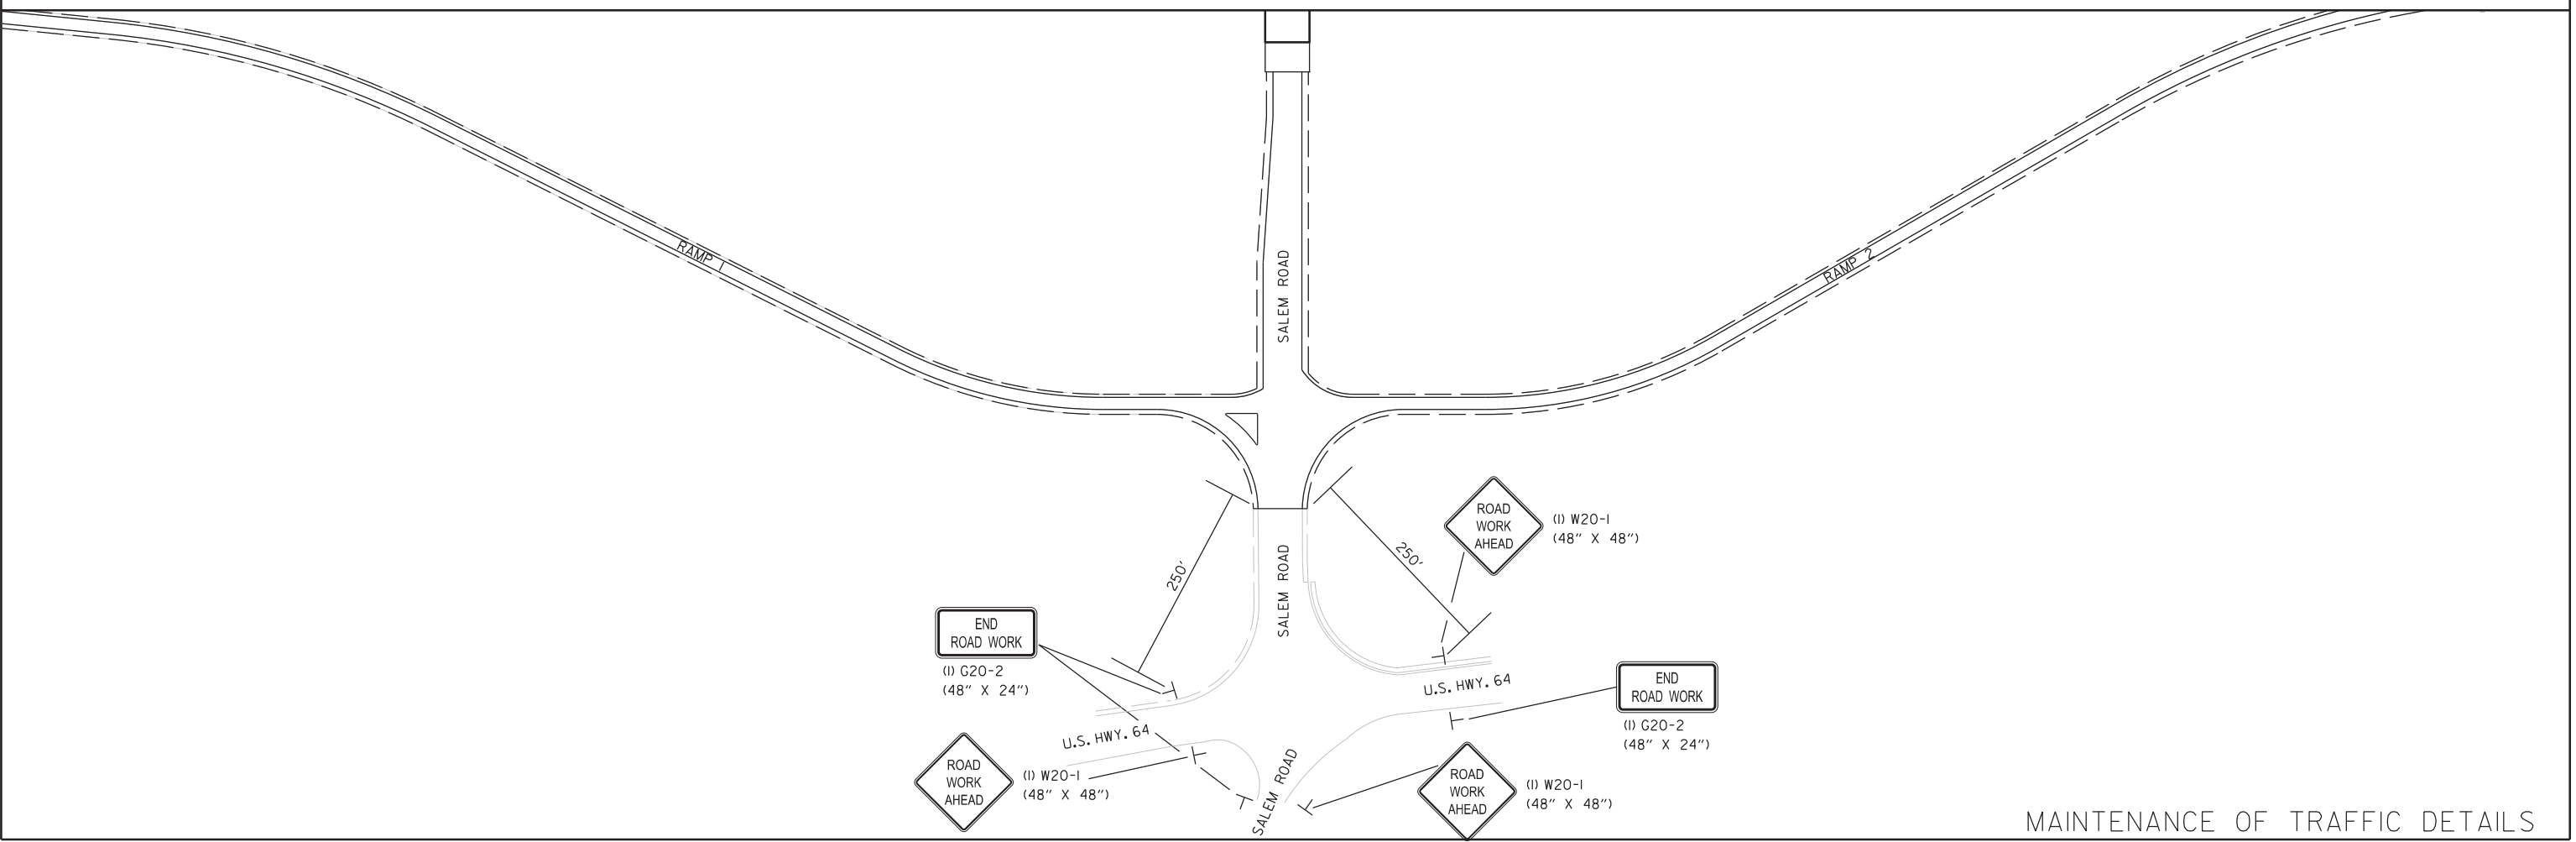 RAMP 1
SALEM ROAD
RAMP 2
ROAD
WORK
AHEAD
(1) W20-1
(48" X 48")
250'
250'
SALEM ROAD
END
ROAD WORK
(1) G20-2
(48" X 24")
U.S. HWY. 64
END
ROAD WORK
(1) G20-2
(48" X 24")
U.S. HWY. 64
ROAD
WORK
AHEAD
(1) W20-1
(48" X 48")
SALEM ROAD
ROAD
WORK
AHEAD
(1) W20-1
(48" X 48")
MAINTENANCE OF TRAFFIC DETAILS